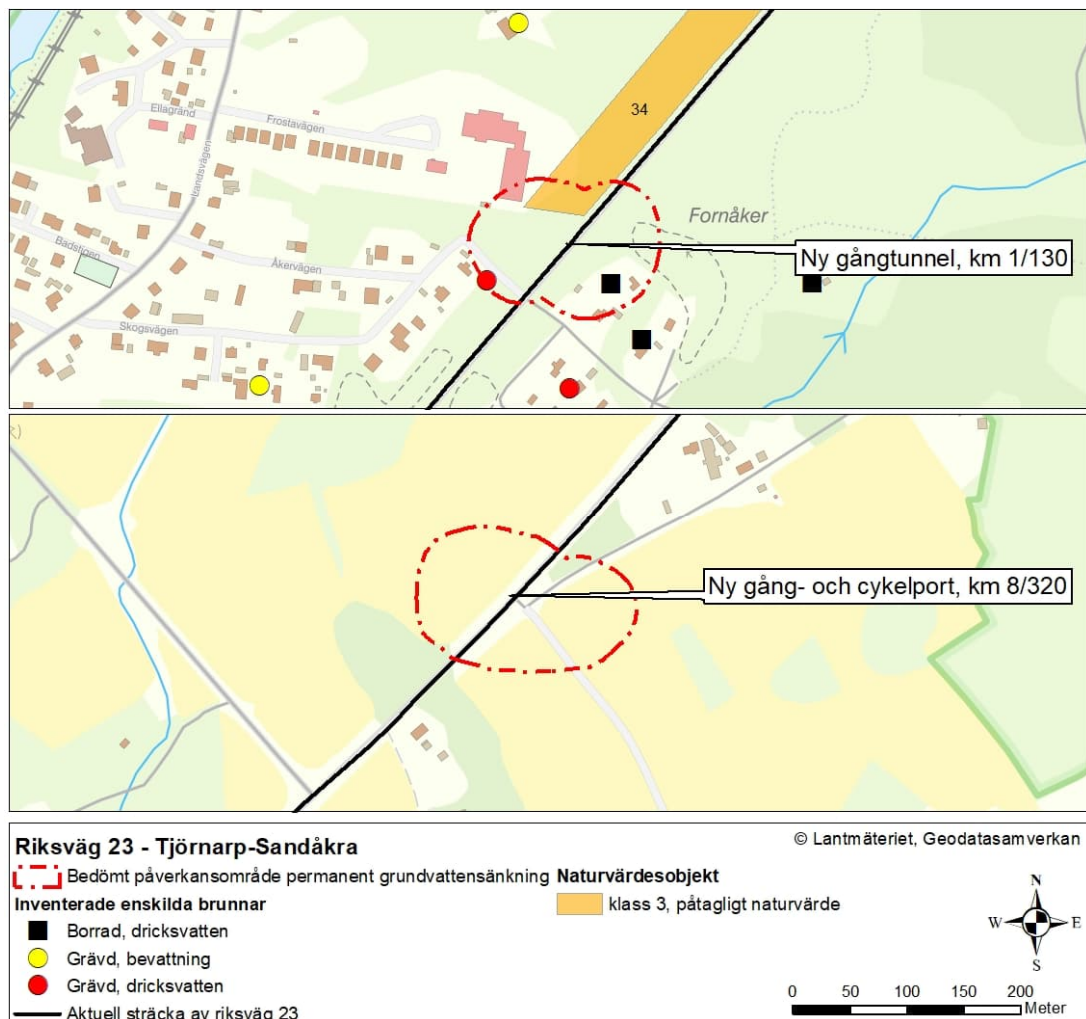 34
Ellagränd
Frostavägen
Strandsvägen
Fornåker
Ny gångtunnel, km 1/130
Badstigen
Åkervägen
Skogsvägen
Ny gång- och cykelport, km 8/320
Riksväg 23 - Tjörnarp-Sandåkra
© Lantmäteriet, Geodatasamverkan
Bedömt påverkansområde permanent grundvattensänkning
Naturvärdesobjekt
Inventerade enskilda brunnar
klass 3, påtagligt naturvärde
Borrad, dricksvatten
Grävd, bevattning
Grävd, dricksvatten
Aktuell sträcka av riksväg 23
N
W E
S
0 50 100 150 200
Meter